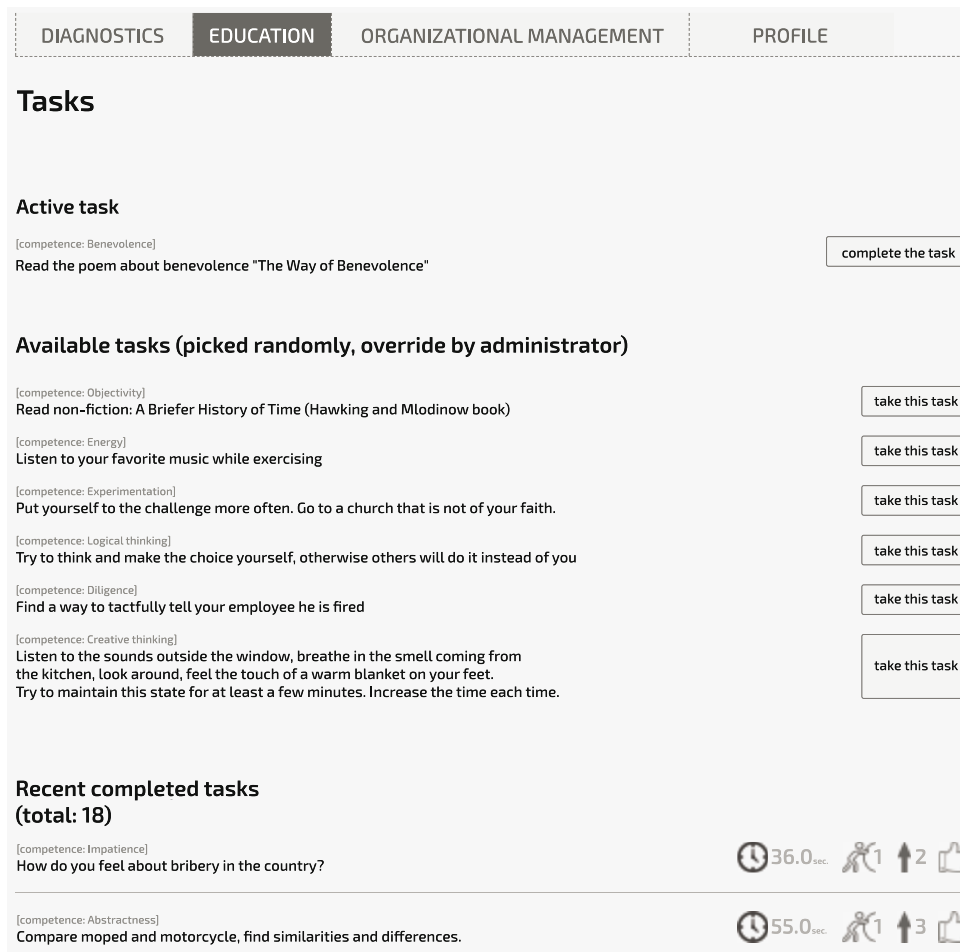 DIAGNOSTICS EDUCATION ORGANIZATIONAL MANAGEMENT PROFILE
Tasks
Active task
[competence: Benevolence]
Read the poem about benevolence "The Way of Benevolence"
complete the task
Available tasks (picked randomly, override by administrator)
[competence: Objectivity]
Read non-fiction: A Briefer History of Time (Hawking and Mlodinow book)
take this task
[competence: Energy]
Listen to your favorite music while exercising
take this task
[competence: Experimentation]
Put yourself to the challenge more often. Go to a church that is not of your faith.
take this task
[competence: Logical thinking]
Try to think and make the choice yourself, otherwise others will do it instead of you
take this task
[competence: Diligence]
Find a way to tactfully tell your employee he is fired
take this task
[competence: Creative thinking]
Listen to the sounds outside the window, breathe in the smell coming from
the kitchen, look around, feel the touch of a warm blanket on your feet.
Try to maintain this state for at least a few minutes. Increase the time each time.
take this task
Recent completed tasks
(total: 18)
[competence: Impatience]
How do you feel about bribery in the country?
36.0 sec. 1 2
[competence: Abstractness]
Compare moped and motorcycle, find similarities and differences.
55.0 sec. 1 3